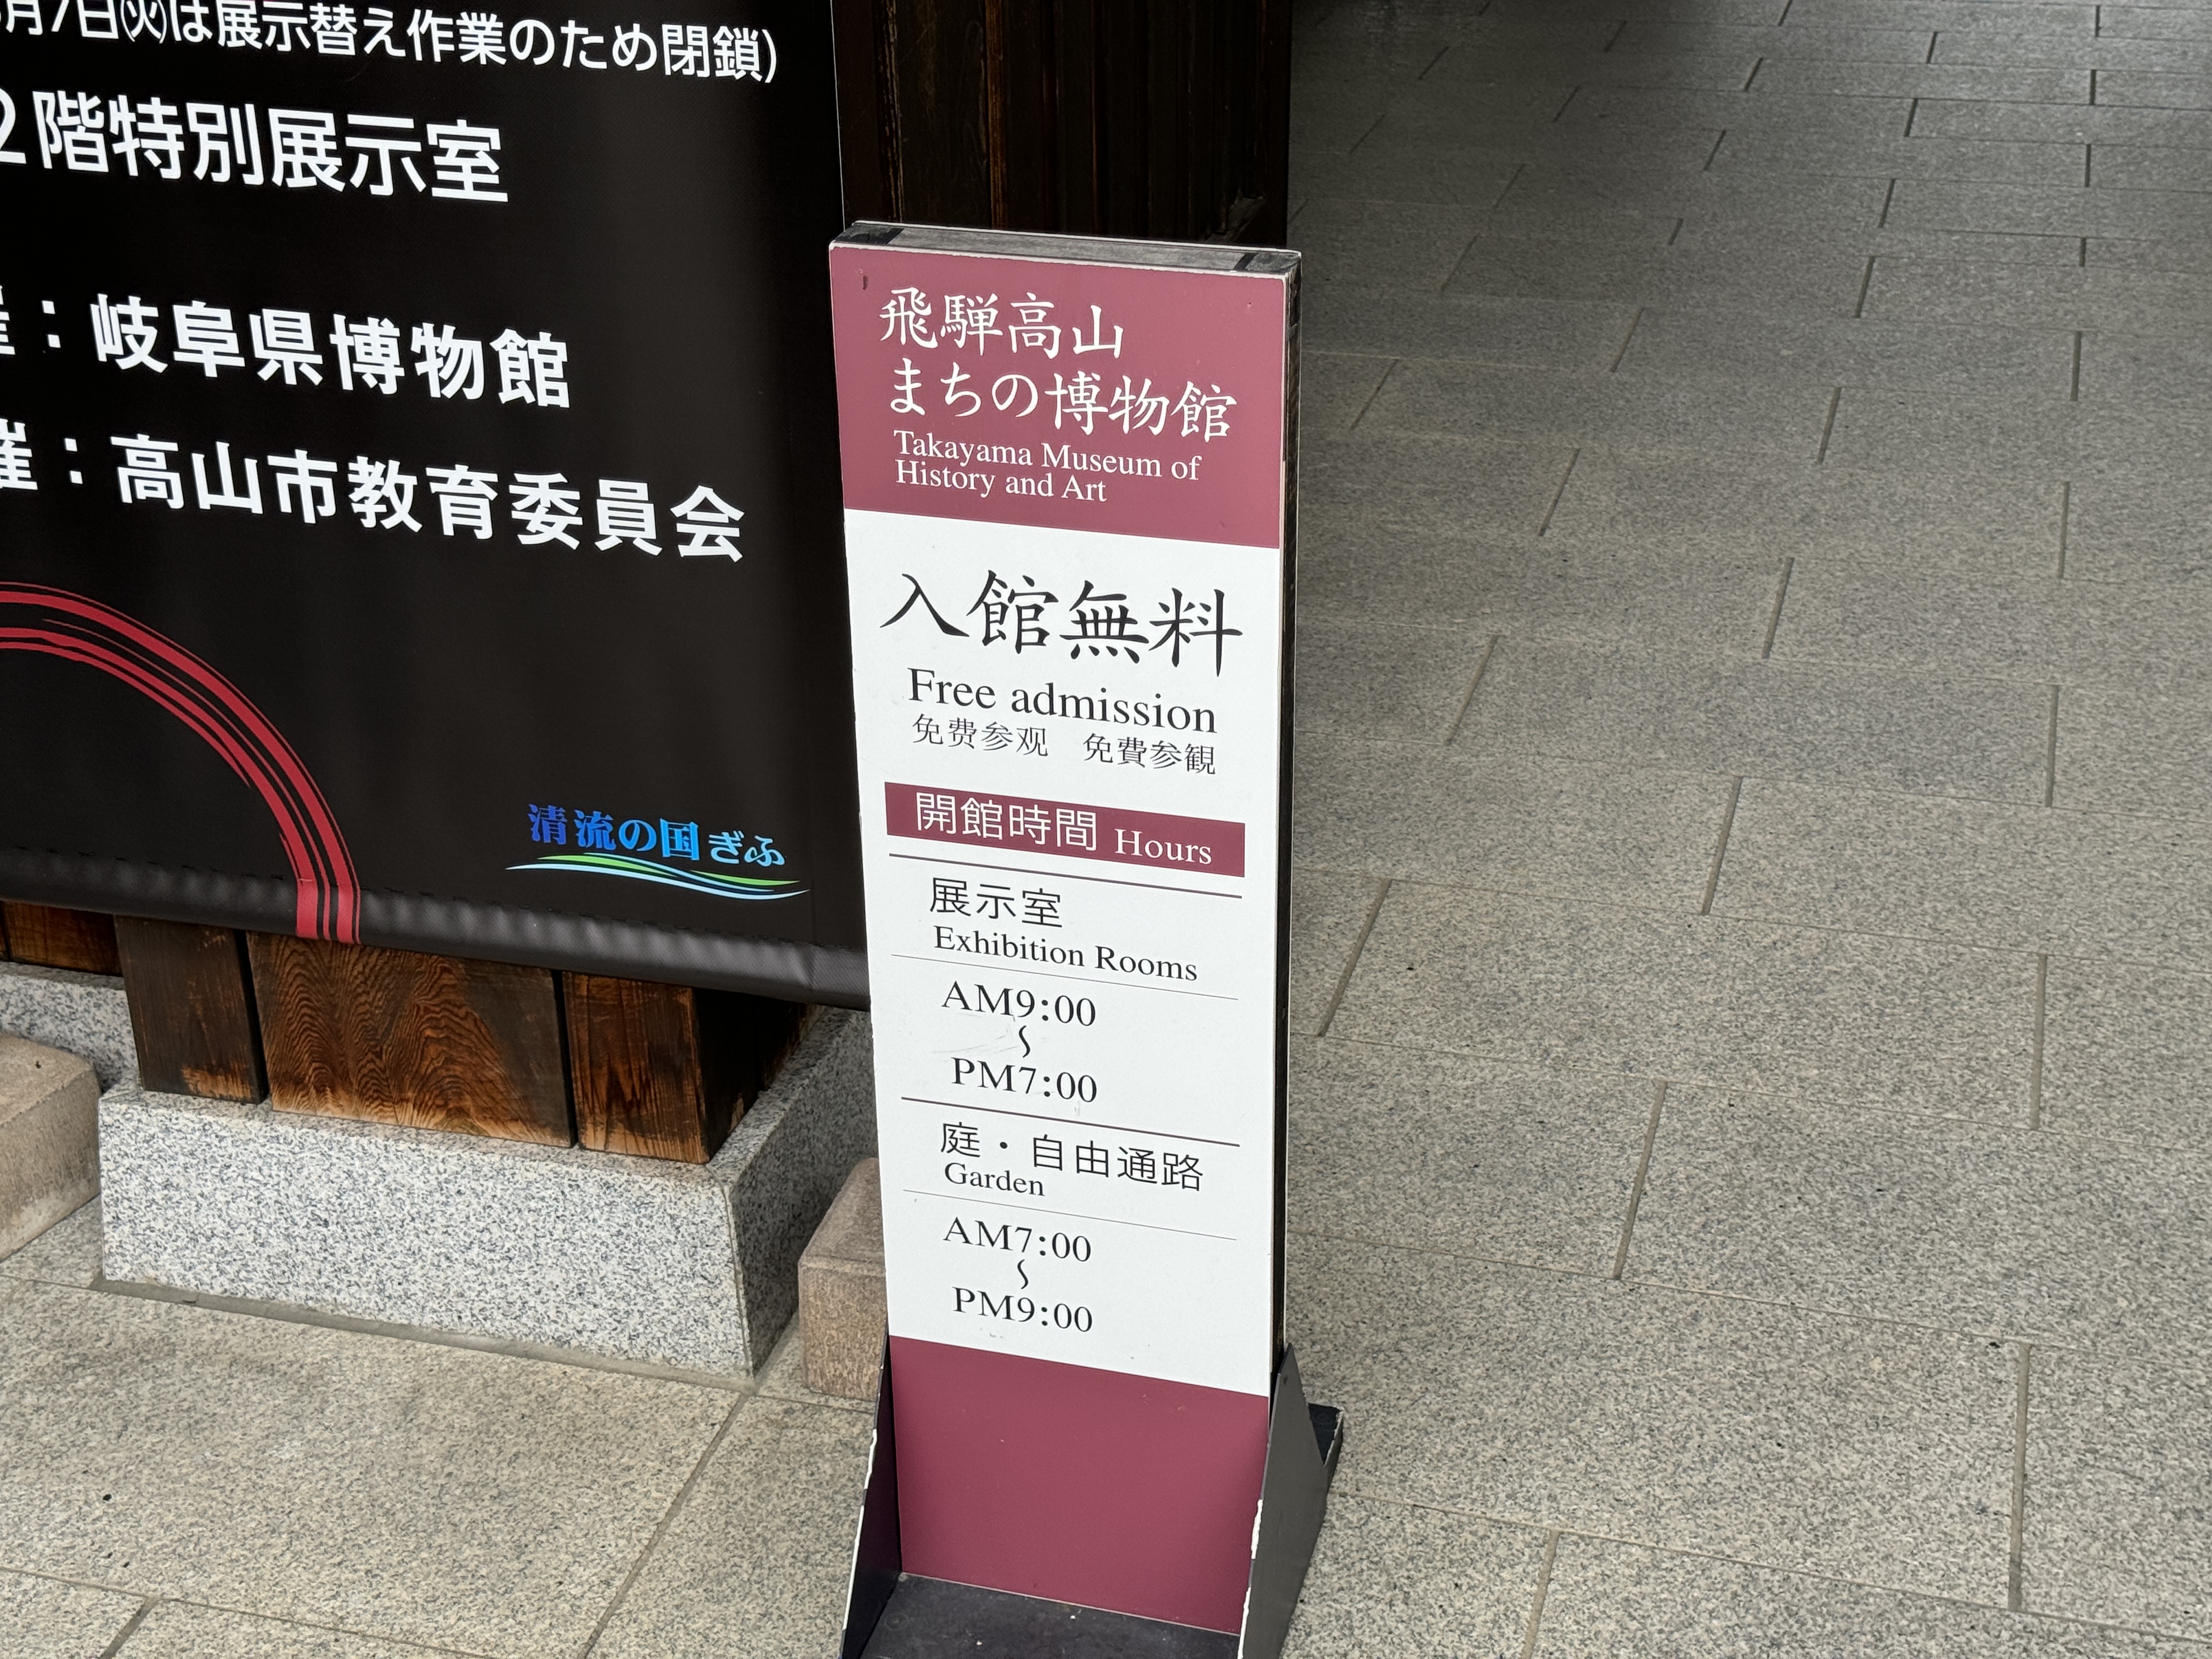 月7日(火)は展示替え作業のため閉鎖)
2階特別展示室
催：岐阜県博物館
催：高山市教育委員会
清流の国ぎふ
飛騨高山
まちの博物館
Takayama Museum of
History and Art
入館無料
Free admission
免费参观　免費参観
開館時間 Hours
展示室
Exhibition Rooms
AM9:00
〜
PM7:00
庭・自由通路
Garden
AM7:00
〜
PM9:00